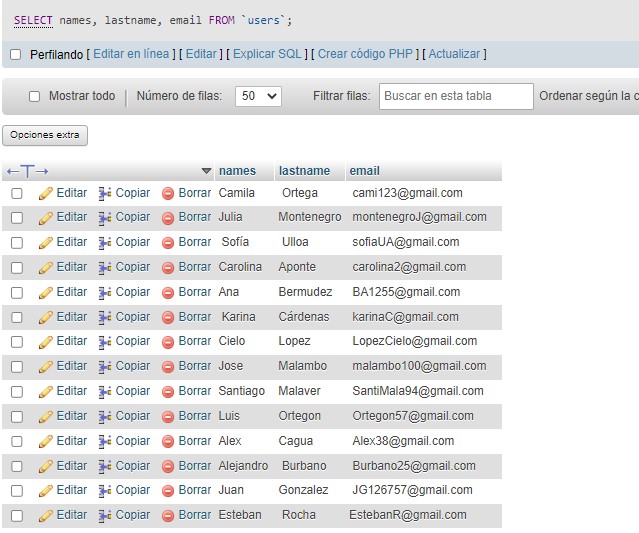 SELECT names, lastname, email FROM `users`;
Perfilando [ Editar en línea ] [ Editar ] [ Explicar SQL ] [ Crear código PHP ] [ Actualizar ]
Mostrar todo | Número de filas: 50 Filtrar filas: Buscar en esta tabla Ordenar según la c
Opciones extra
←T→ names lastname email
Editar Copiar Borrar Camila Ortega cami123@gmail.com
Editar Copiar Borrar Julia Montenegro montenegroJ@gmail.com
Editar Copiar Borrar Sofía Ulloa sofiaUA@gmail.com
Editar Copiar Borrar Carolina Aponte carolina2@gmail.com
Editar Copiar Borrar Ana Bermudez BA1255@gmail.com
Editar Copiar Borrar Karina Cárdenas karinaC@gmail.com
Editar Copiar Borrar Cielo Lopez LopezCielo@gmail.com
Editar Copiar Borrar Jose Malambo malambo100@gmail.com
Editar Copiar Borrar Santiago Malaver SantiMala94@gmail.com
Editar Copiar Borrar Luis Ortegon Ortegon57@gmail.com
Editar Copiar Borrar Alex Cagua Alex38@gmail.com
Editar Copiar Borrar Alejandro Burbano Burbano25@gmail.com
Editar Copiar Borrar Juan Gonzalez JG126757@gmail.com
Editar Copiar Borrar Esteban Rocha EstebanR@gmail.com